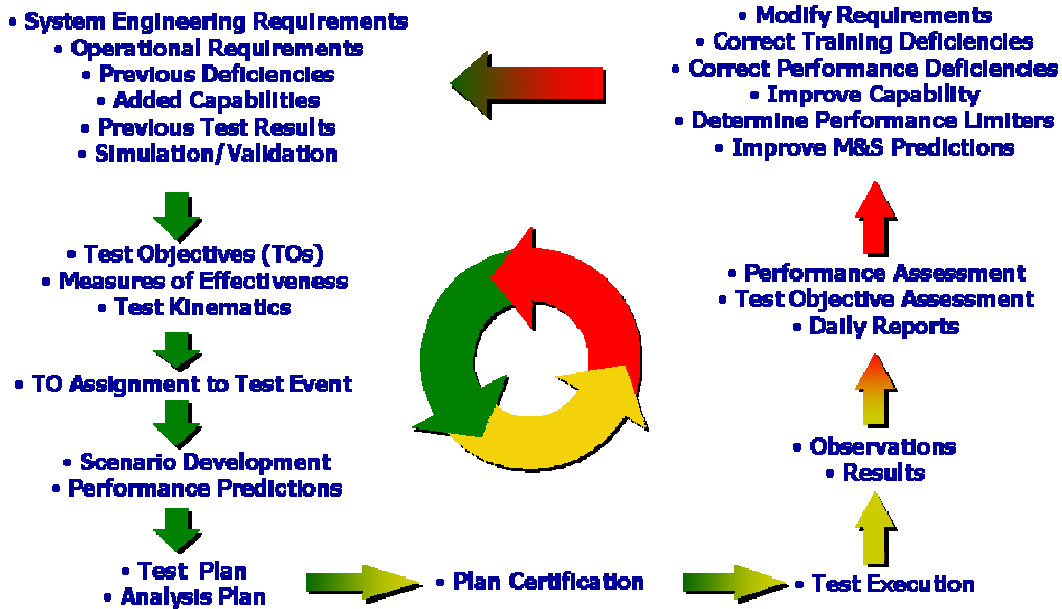 • System Engineering Requirements
• Operational Requirements
• Previous Deficiencies
• Added Capabilities
• Previous Test Results
• Simulation/Validation
• Test Objectives (TOs)
• Measures of Effectiveness
• Test Kinematics
• TO Assignment to Test Event
• Scenario Development
• Performance Predictions
• Test Plan
• Analysis Plan
• Plan Certification
• Test Execution
• Observations
• Results
• Performance Assessment
• Test Objective Assessment
• Daily Reports
• Modify Requirements
• Correct Training Deficiencies
• Correct Performance Deficiencies
• Improve Capability
• Determine Performance Limiters
• Improve M&S Predictions